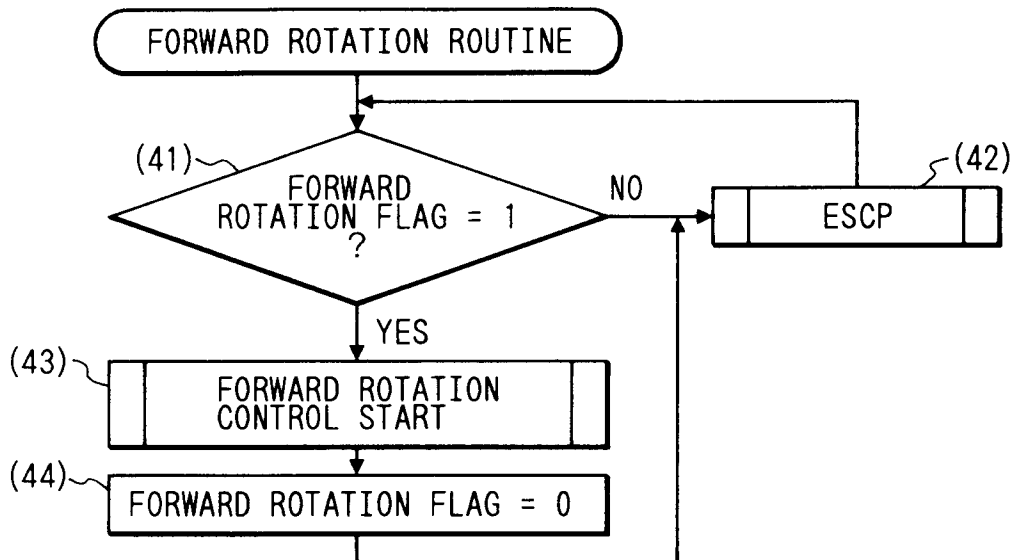 FORWARD ROTATION ROUTINE
(41)
FORWARD
ROTATION FLAG = 1
?
NO
(42)
ESCP
YES
(43)
FORWARD ROTATION
CONTROL START
(44)
FORWARD ROTATION FLAG = 0